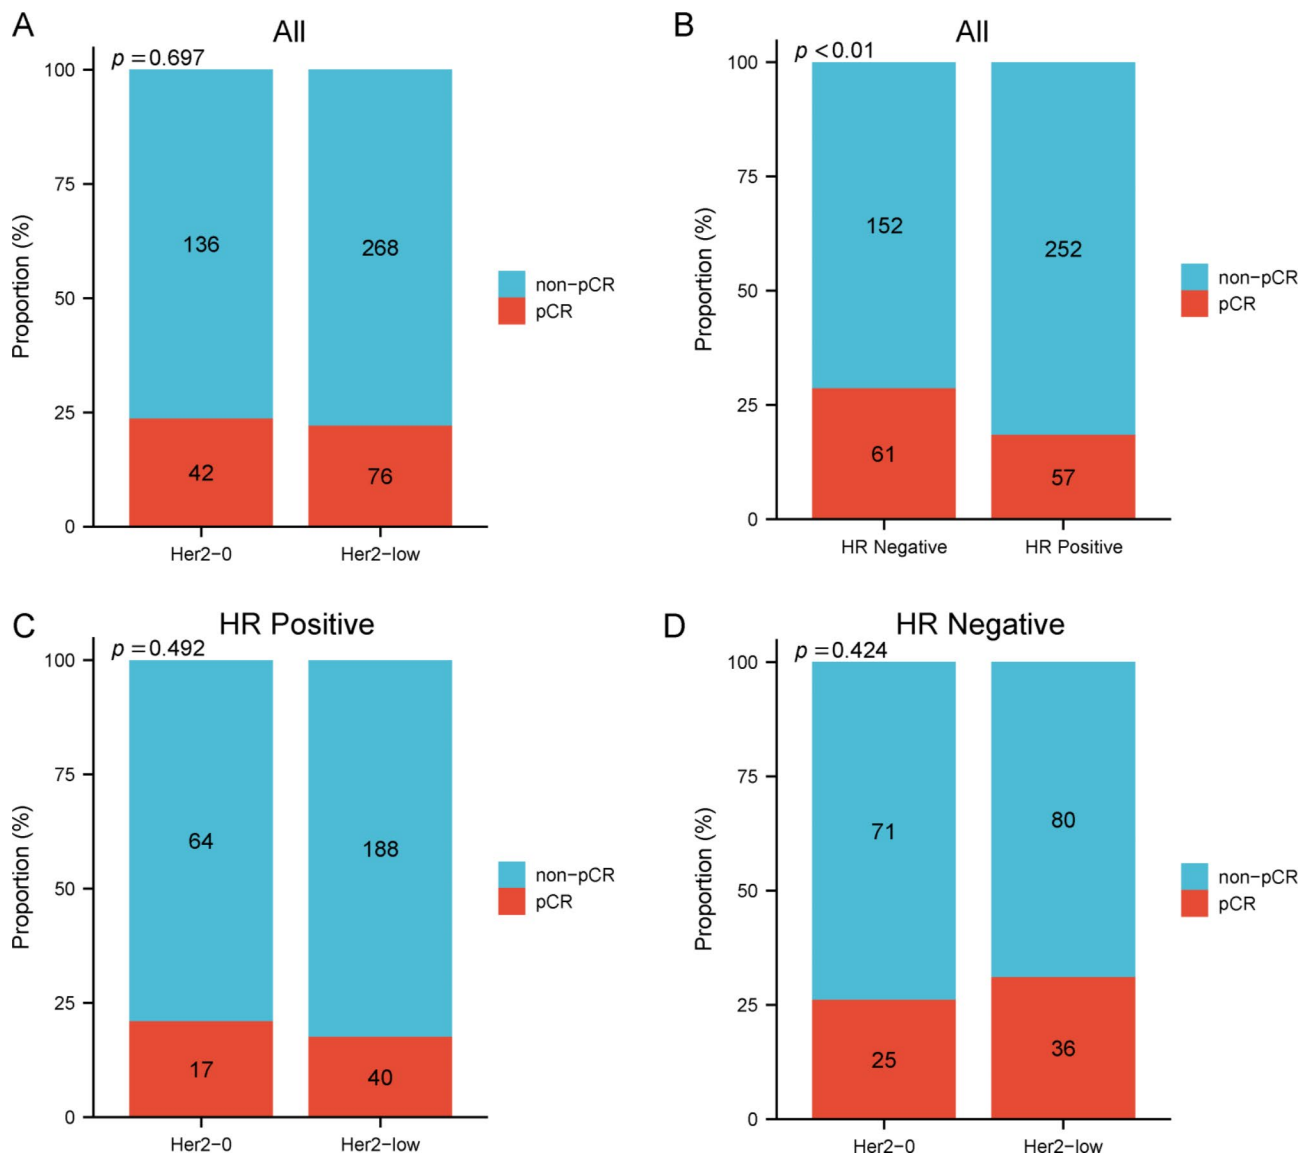 A
All
p = 0.697
100
75
50
25
0
Proportion (%)
136
268
42
76
Her2−0
Her2−low
non−pCR
pCR
B
All
p < 0.01
100
75
50
25
0
Proportion (%)
152
252
61
57
HR Negative
HR Positive
non−pCR
pCR
C
HR Positive
p = 0.492
100
75
50
25
0
Proportion (%)
64
188
17
40
Her2−0
Her2−low
non−pCR
pCR
D
HR Negative
p = 0.424
100
75
50
25
0
Proportion (%)
71
80
25
36
Her2−0
Her2−low
non−pCR
pCR